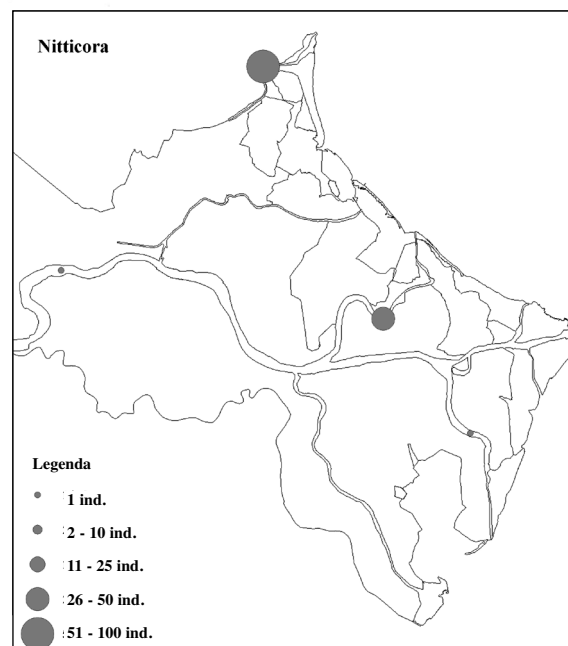 Nitticora
Legenda
1 ind.
2 - 10 ind.
11 - 25 ind.
26 - 50 ind.
51 - 100 ind.